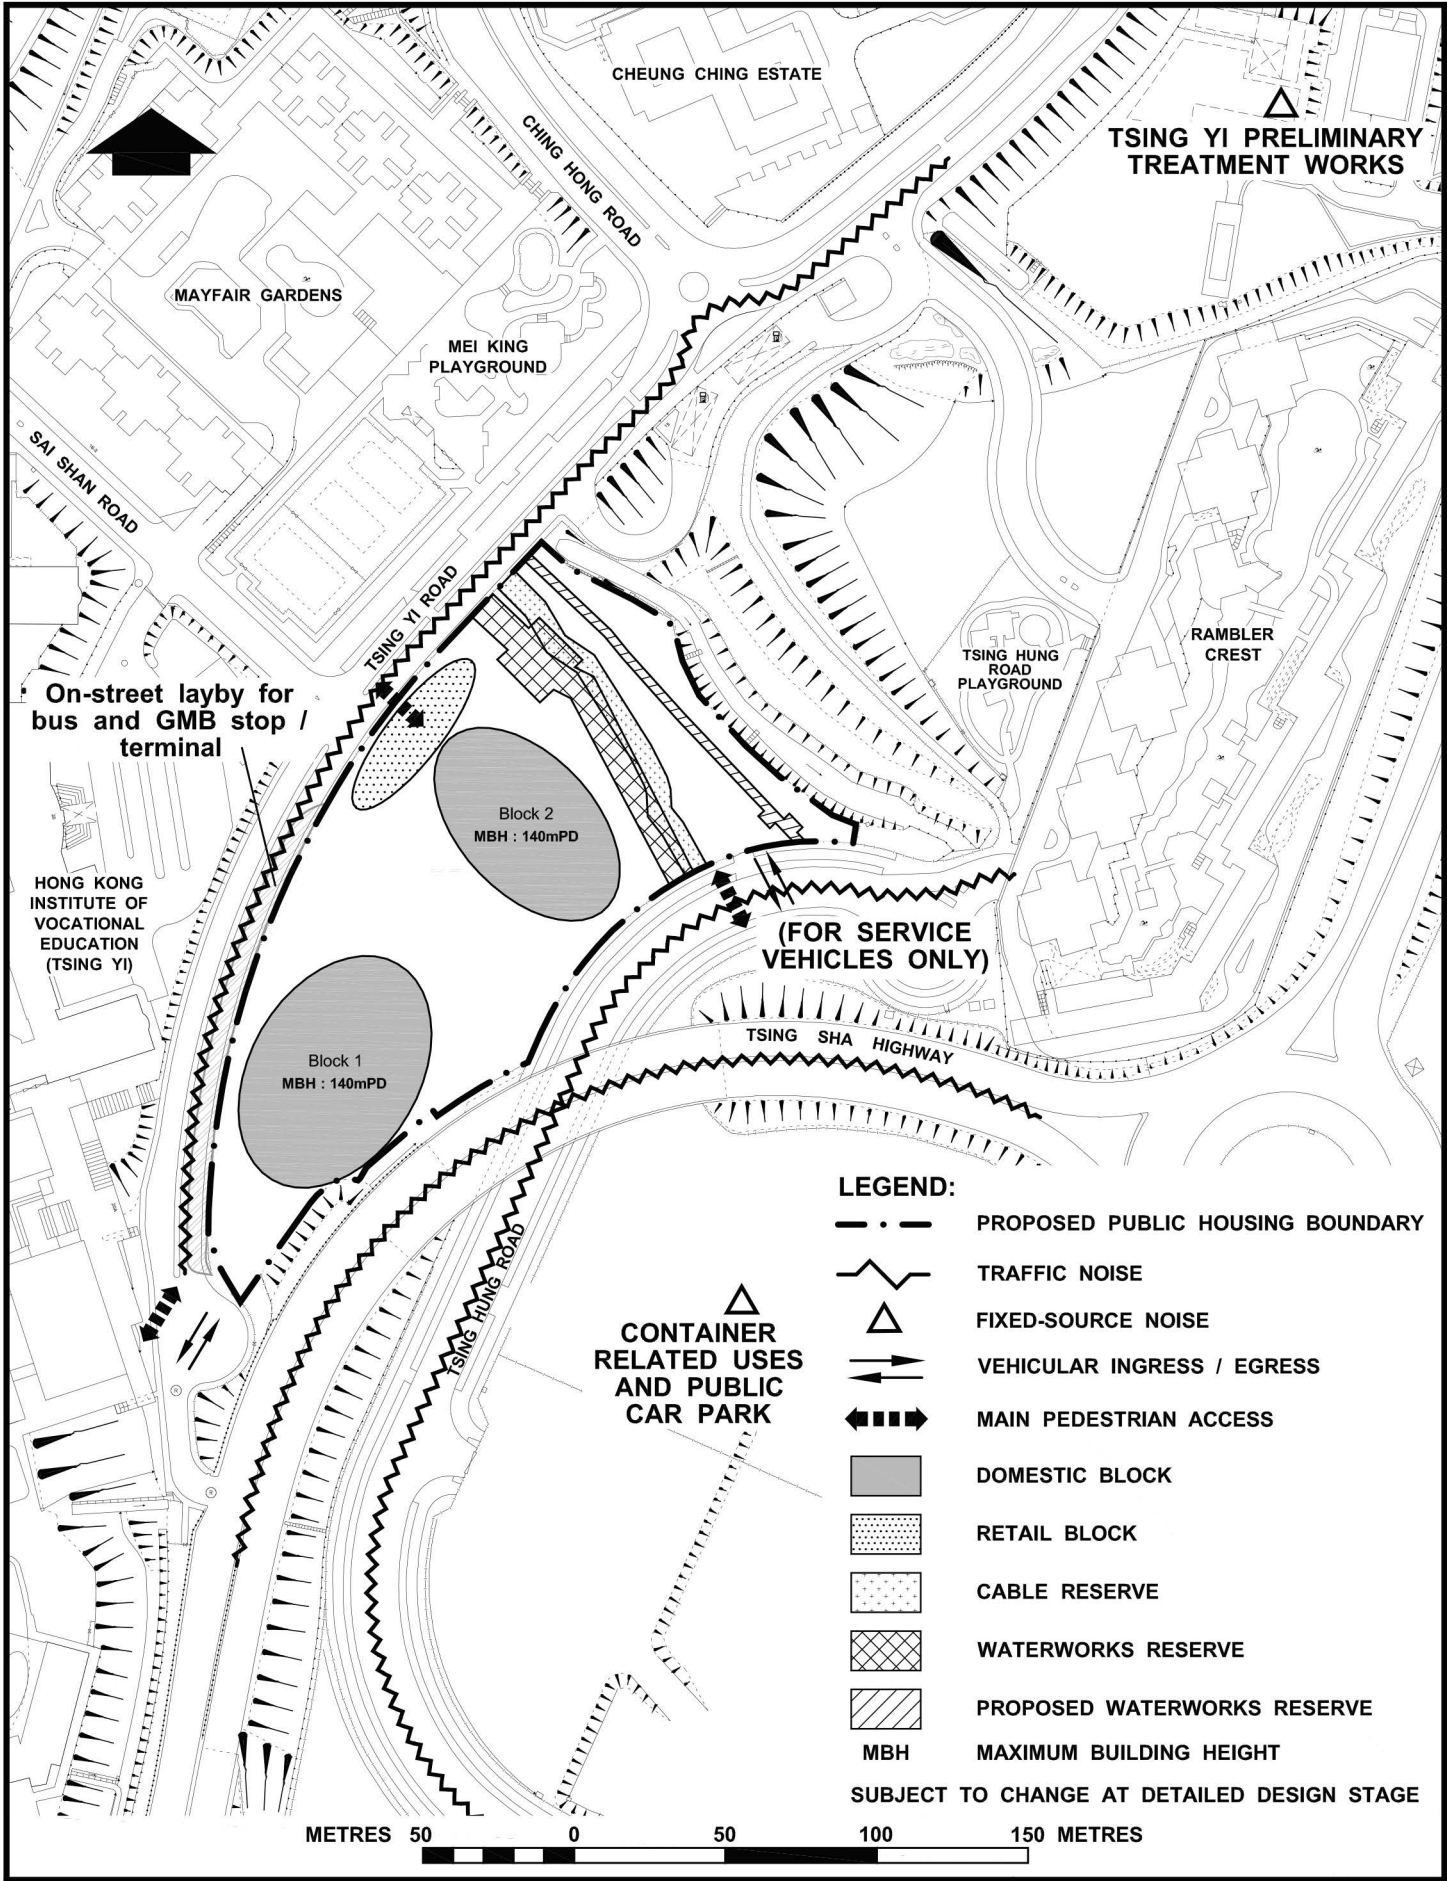 CHEUNG CHING ESTATE
CHING HONG ROAD
TSING YI PRELIMINARY
TREATMENT WORKS
MAYFAIR GARDENS
MEI KING
PLAYGROUND
SAI SHAN ROAD
TSING YI ROAD
TSING HUNG
ROAD
PLAYGROUND
RAMBLER
CREST
On-street layby for
bus and GMB stop /
terminal
Block 2
MBH : 140mPD
HONG KONG
INSTITUTE OF
VOCATIONAL
EDUCATION
(TSING YI)
(FOR SERVICE
VEHICLES ONLY)
TSING SHA HIGHWAY
Block 1
MBH : 140mPD
TSING HUNG ROAD
CONTAINER
RELATED USES
AND PUBLIC
CAR PARK
LEGEND:
PROPOSED PUBLIC HOUSING BOUNDARY
TRAFFIC NOISE
FIXED-SOURCE NOISE
VEHICULAR INGRESS / EGRESS
MAIN PEDESTRIAN ACCESS
DOMESTIC BLOCK
RETAIL BLOCK
CABLE RESERVE
WATERWORKS RESERVE
PROPOSED WATERWORKS RESERVE
MBH MAXIMUM BUILDING HEIGHT
SUBJECT TO CHANGE AT DETAILED DESIGN STAGE
METRES 50 0 50 100 150 METRES